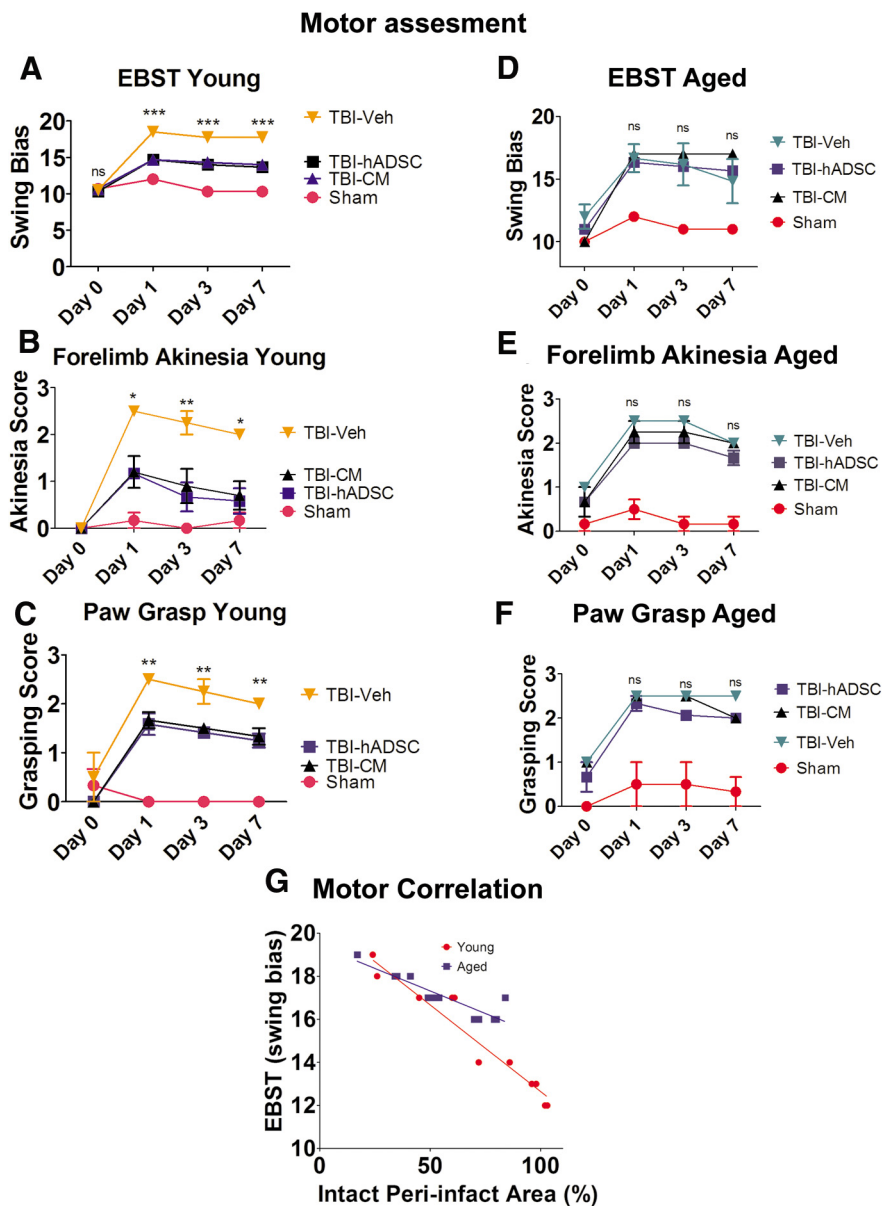 Motor assesment
A
EBST Young
Swing Bias
20
15
10
5
0
ns
***
***
***
TBI-Veh
TBI-hADSC
TBI-CM
Sham
Day 0
Day 1
Day 3
Day 7
D
EBST Aged
Swing Bias
20
15
10
ns
ns
ns
TBI-Veh
TBI-hADSC
TBI-CM
Sham
Day 0
Day 1
Day 3
Day 7
B
Forelimb Akinesia Young
Akinesia Score
3
2
1
0
*
**
*
TBI-Veh
TBI-CM
TBI-hADSC
Sham
Day 0
Day 1
Day 3
Day 7
E
Forelimb Akinesia Aged
Akinesia Score
3
2
1
0
ns
ns
ns
TBI-Veh
TBI-hADSC
TBI-CM
Sham
Day 0
Day1
Day 3
Day 7
C
Paw Grasp Young
Grasping Score
3
2
1
0
**
**
**
TBI-Veh
TBI-hADSC
TBI-CM
Sham
Day 0
Day 1
Day 3
Day 7
F
Paw Grasp Aged
Grasping Score
3
2
1
0
ns
ns
ns
TBI-hADSC
TBI-CM
TBI-Veh
Sham
Day 0
Day 1
Day 3
Day 7
G
Motor Correlation
EBST (swing bias)
20
18
16
14
12
10
Young
Aged
0
50
100
Intact Peri-infact Area (%)